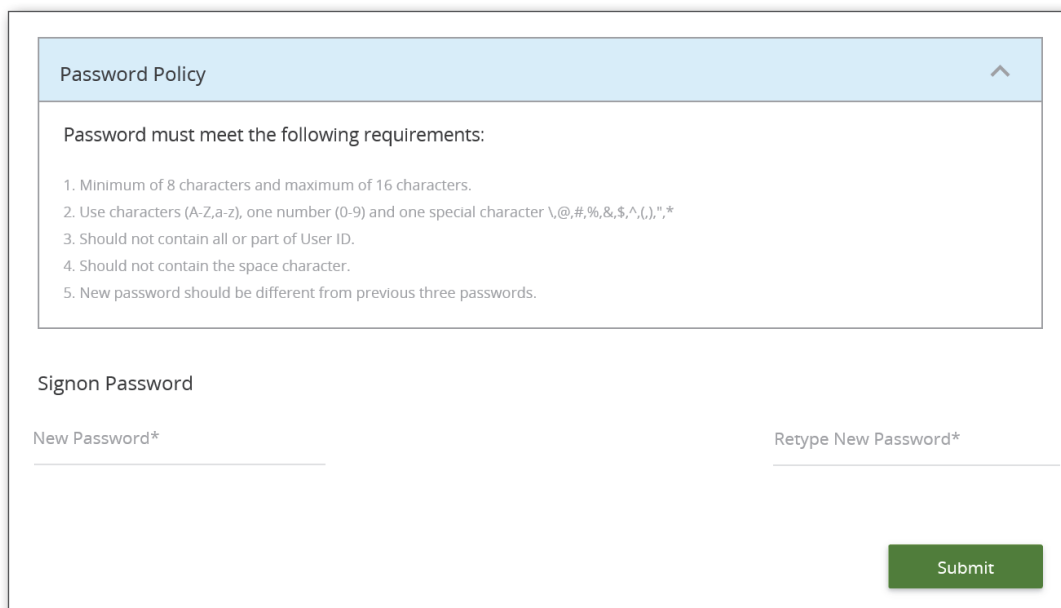 Password Policy
Password must meet the following requirements:
1. Minimum of 8 characters and maximum of 16 characters.
2. Use characters (A-Z,a-z), one number (0-9) and one special character \,@,#,%,&,$,^,(,),",*
3. Should not contain all or part of User ID.
4. Should not contain the space character.
5. New password should be different from previous three passwords.
Signon Password
New Password*
Retype New Password*
Submit